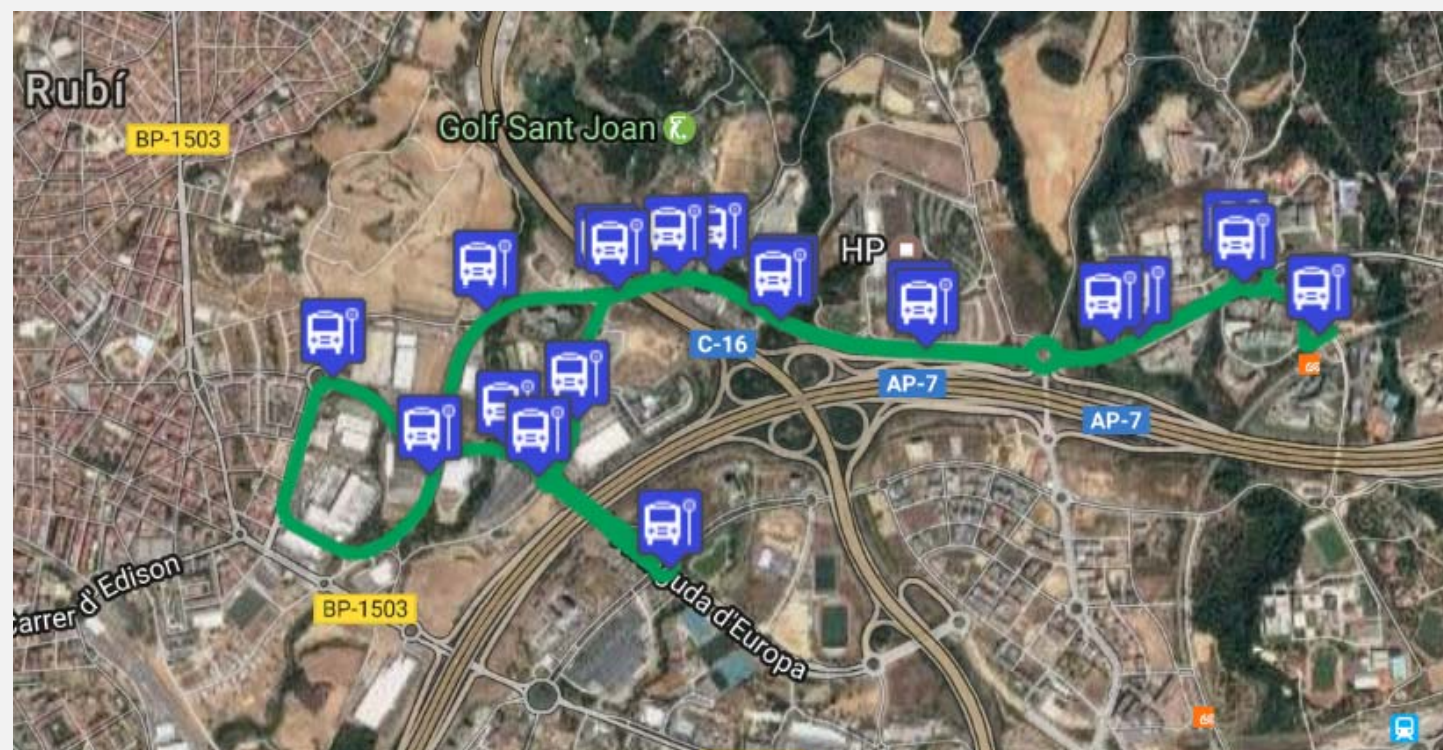 Rubí
BP-1503
Golf Sant Joan
HP
C-16
AP-7
AP-7
Carrer d'Edison
BP-1503
uda d'Europa